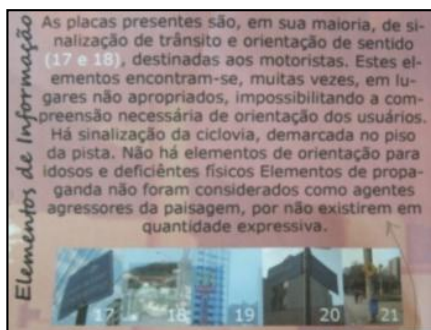 Elementos de Informação
As placas presentes são, em sua maioria, de si-
nalização de trânsito e orientação de sentido
(17 e 18), destinadas aos motoristas. Estes el-
ementos encontram-se, muitas vezes, em lu-
gares não apropriados, impossibilitando a com-
preensão necessária de orientação dos usuários.
Há sinalização da ciclovia, demarcada no piso
da pista. Não há elementos de orientação para
idosos e deficiêntes físicos Elementos de propa-
ganda não foram considerados como agentes
agressores da paisagem, por não existirem em
quantidade expressiva.
17 18 19 20 21